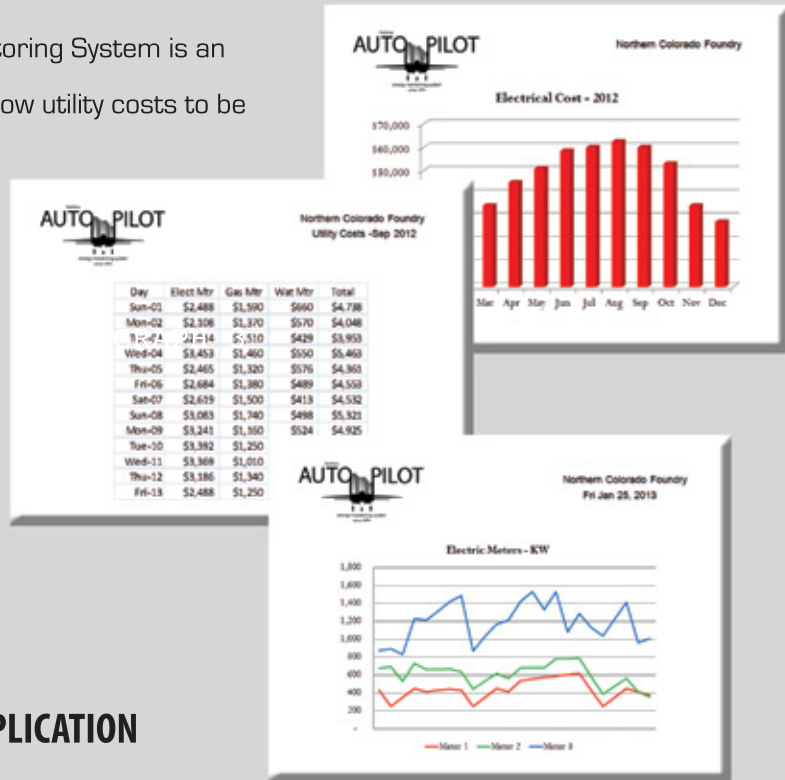 toring System is an
ow utility costs to be
AUTO PILOT
Northern Colorado Foundry
Electrical Cost - 2012
$70,000
$60,000
$50,000
Mar Apr May Jun Jul Aug Sep Oct Nov Dec
AUTO PILOT
Northern Colorado Foundry
Utility Costs -Sep 2012
Day Elect Mtr Gas Mtr Wat Mtr Total
Sun-01 $2,488 $1,590 $660 $4,738
Mon-02 $2,108 $1,370 $570 $4,048
$429 $3,953
Wed-04 $3,453 $1,460 $550 $5,463
Thu-05 $2,465 $1,320 $576 $4,361
Fri-06 $2,684 $1,380 $489 $4,553
Sat-07 $2,619 $1,500 $413 $4,532
Sun-08 $3,083 $1,740 $498 $5,321
Mon-09 $3,241 $1,160 $524 $4,925
Tue-10 $3,392 $1,250
Wed-11 $3,369 $1,010
Thu-12 $3,186 $1,340
Fri-13 $2,488 $1,250
AUTO PILOT
Northern Colorado Foundry
Fri Jan 25, 2013
Electric Meters - KW
1,800
1,600
1,400
1,200
1,000
800
600
400
200
-
Meter 1 Meter 2 Meter 3
PLICATION